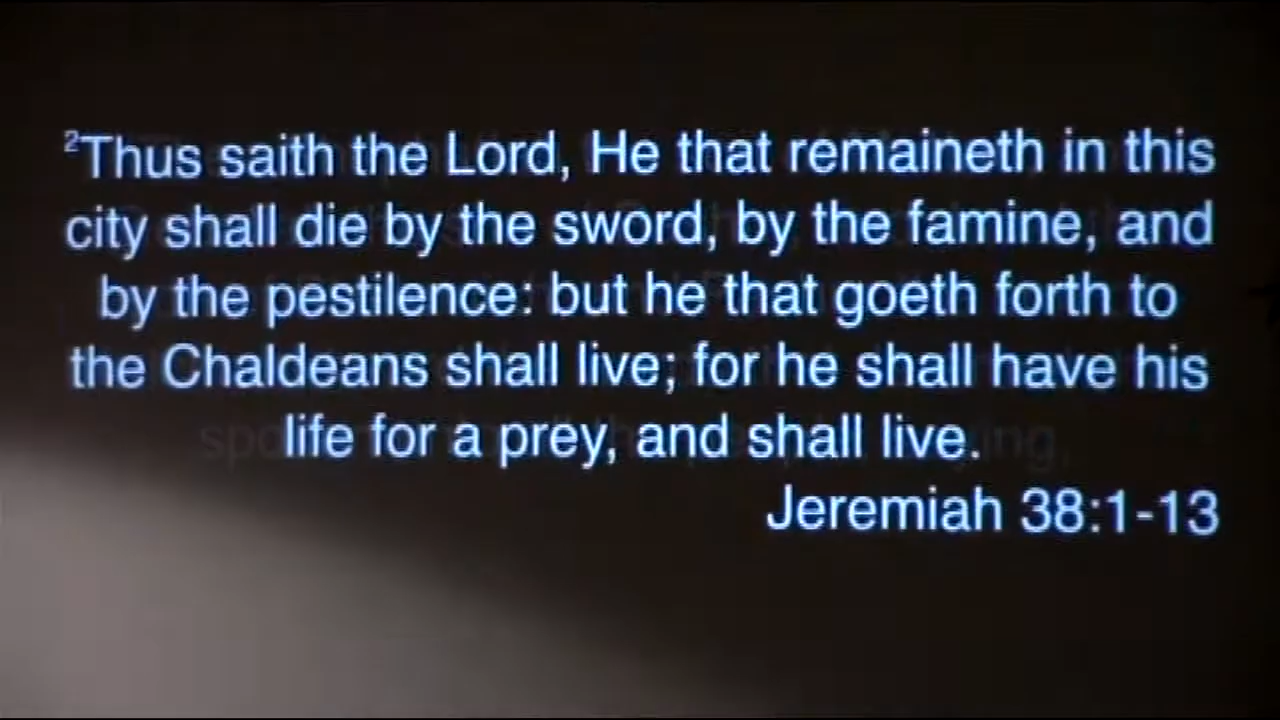 ²Thus saith the Lord, He that remaineth in this
city shall die by the sword, by the famine, and
by the pestilence: but he that goeth forth to
the Chaldeans shall live; for he shall have his
life for a prey, and shall live.
Jeremiah 38:1-13